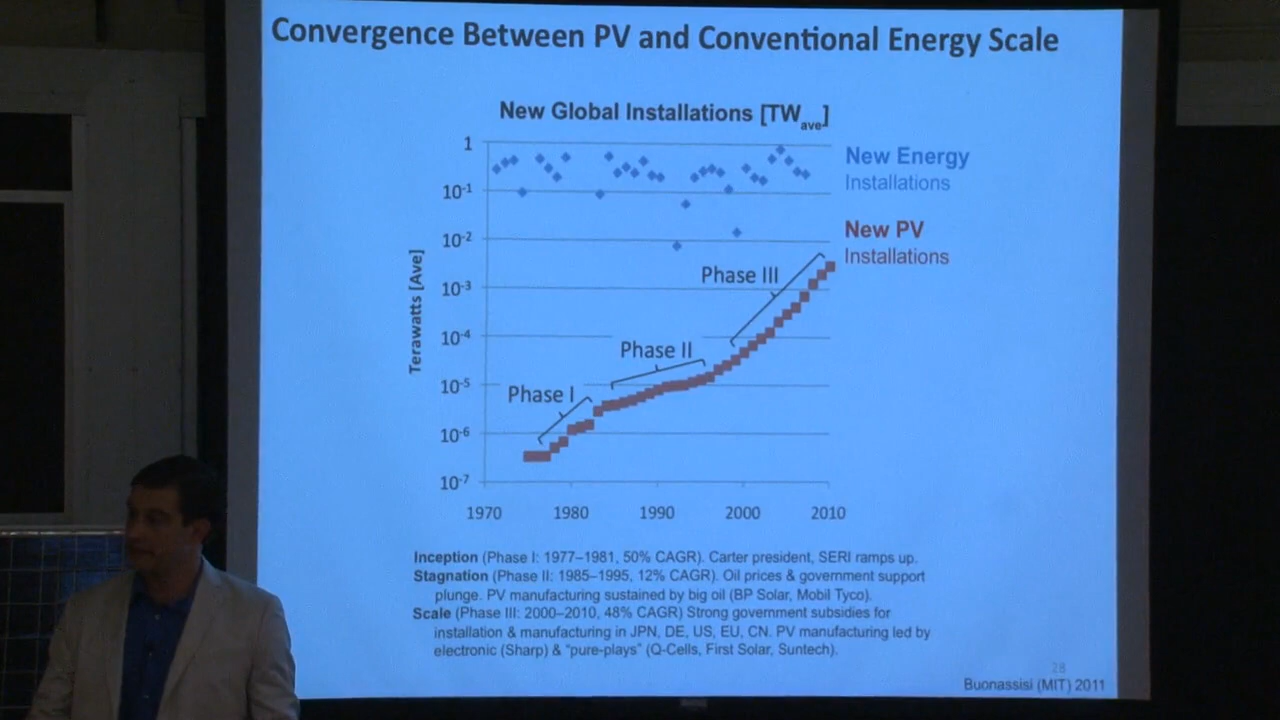 Convergence Between PV and Conventional Energy Scale
New Global Installations [TWave]
1
10-1
10-2
10-3
10-4
10-5
10-6
10-7
Terawatts [Ave]
1970 1980 1990 2000 2010
New Energy
Installations
New PV
Installations
Phase III
Phase II
Phase I
Inception (Phase I: 1977–1981, 50% CAGR). Carter president, SERI ramps up.
Stagnation (Phase II: 1985–1995, 12% CAGR). Oil prices & government support
plunge. PV manufacturing sustained by big oil (BP Solar, Mobil Tyco).
Scale (Phase III: 2000–2010, 48% CAGR) Strong government subsidies for
installation & manufacturing in JPN, DE, US, EU, CN. PV manufacturing led by
electronic (Sharp) & "pure-plays" (Q-Cells, First Solar, Suntech).
28
Buonassisi (MIT) 2011